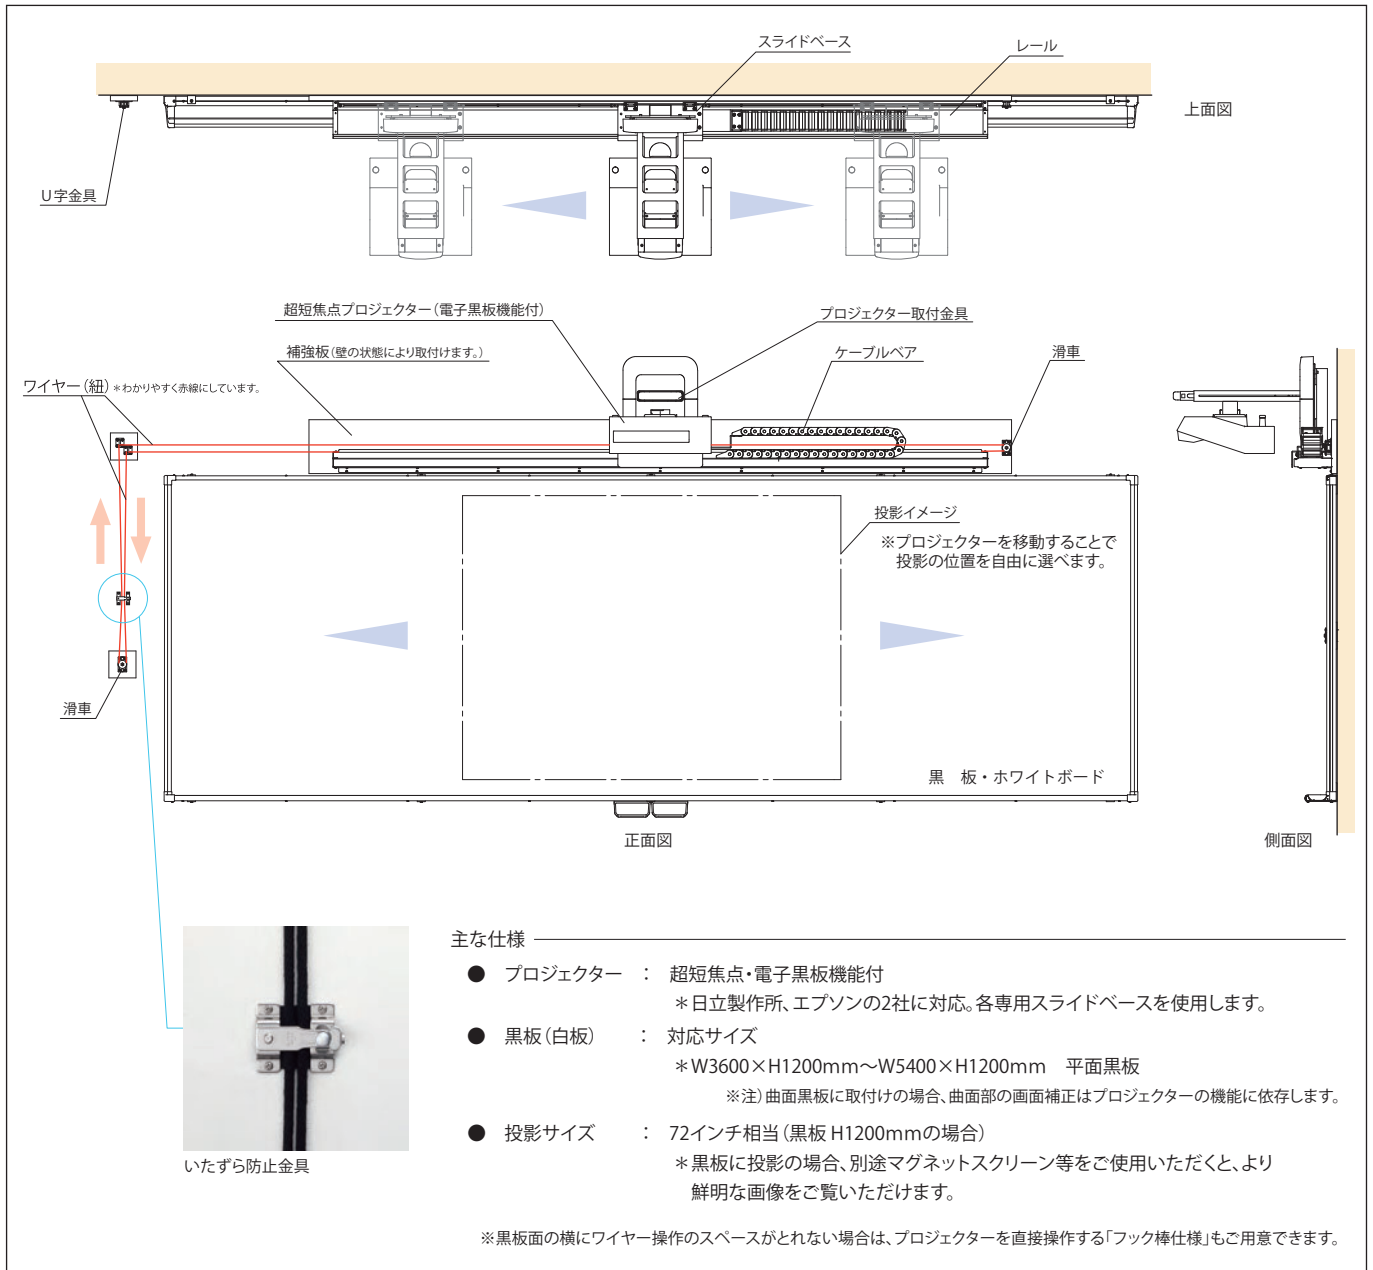 スライドベース
レール
上面図
U字金具
超短焦点プロジェクター（電子黒板機能付）
プロジェクター取付金具
補強板（壁の状態により取付けます。）
ケーブルベア
滑車
ワイヤー（紐）＊わかりやすく赤線にしています。
投影イメージ
※プロジェクターを移動することで
投影の位置を自由に選べます。
滑車
黒　板・ホワイトボード
正面図
側面図
いたずら防止金具
主な仕様
● プロジェクター ： 超短焦点・電子黒板機能付
＊日立製作所、エプソンの2社に対応。各専用スライドベースを使用します。
● 黒板（白板） ： 対応サイズ
＊W3600×H1200mm～W5400×H1200mm　平面黒板
※注）曲面黒板に取付けの場合、曲面部の画面補正はプロジェクターの機能に依存します。
● 投影サイズ ： 72インチ相当（黒板 H1200mmの場合）
＊黒板に投影の場合、別途マグネットスクリーン等をご使用いただくと、より
鮮明な画像をご覧いただけます。
※黒板面の横にワイヤー操作のスペースがとれない場合は、プロジェクターを直接操作する「フック棒仕様」もご用意できます。